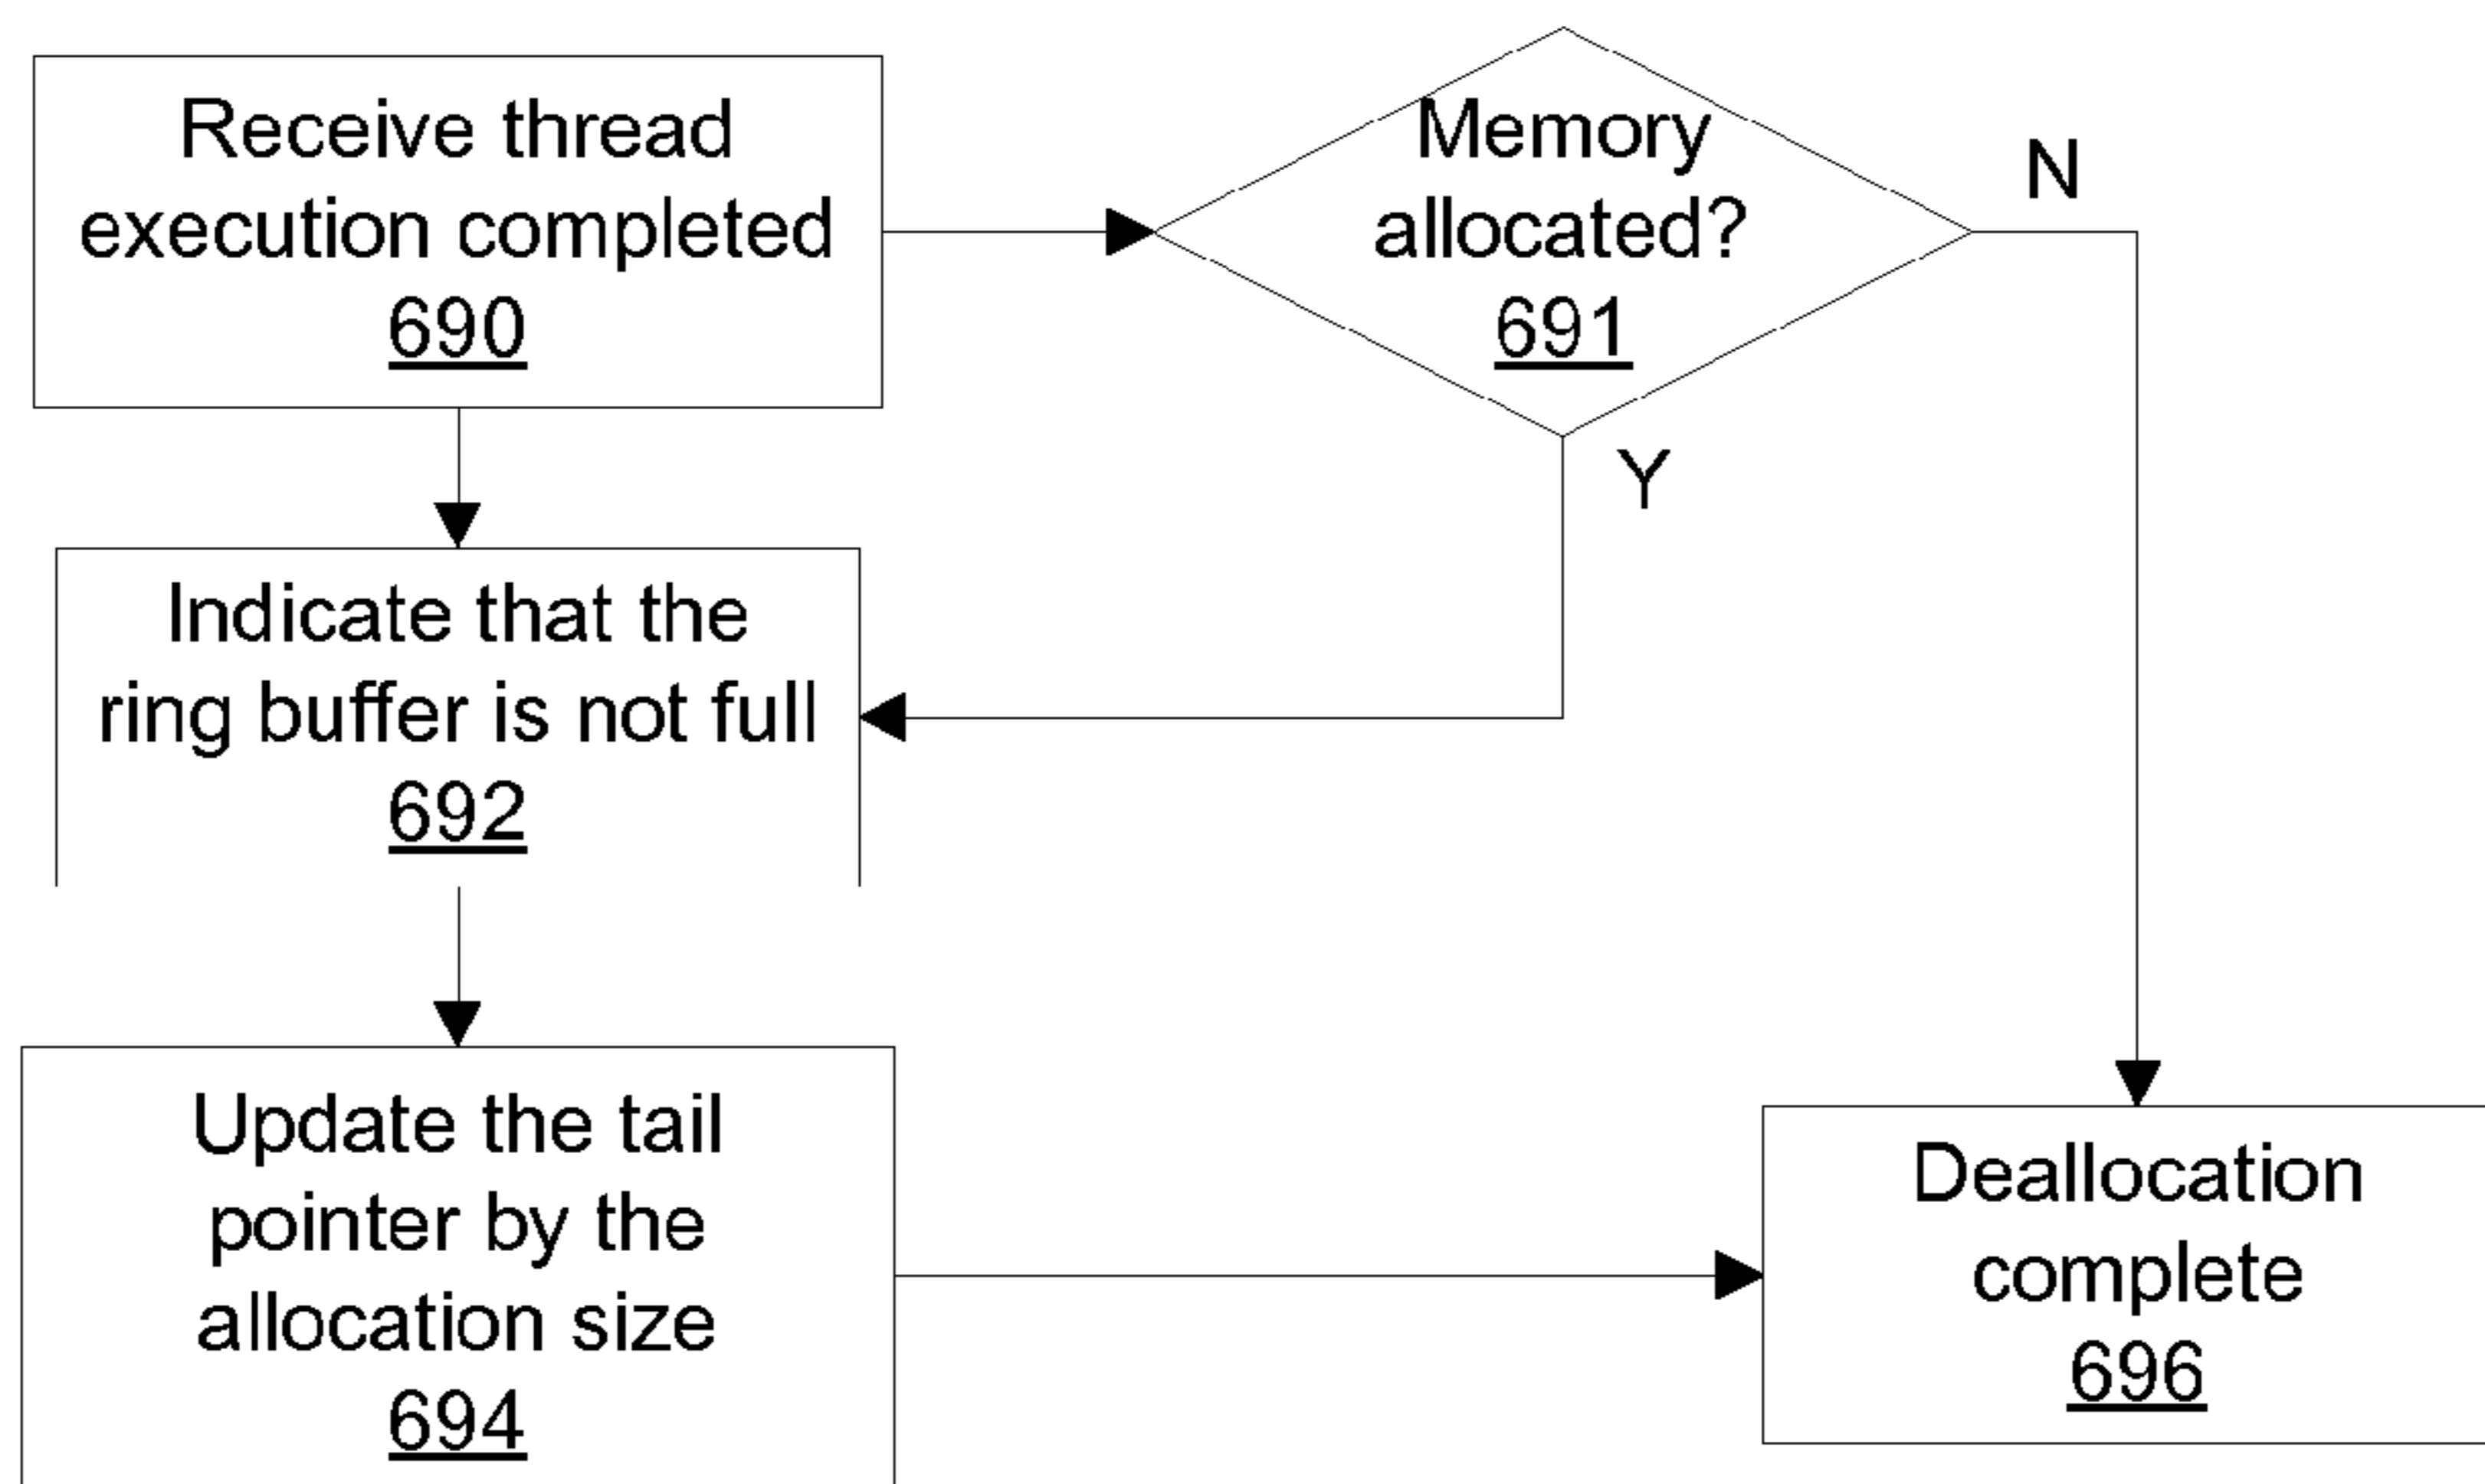 Receive thread
execution completed
690
Memory
allocated?
691
N
Y
Indicate that the
ring buffer is not full
692
Update the tail
pointer by the
allocation size
694
Deallocation
complete
696